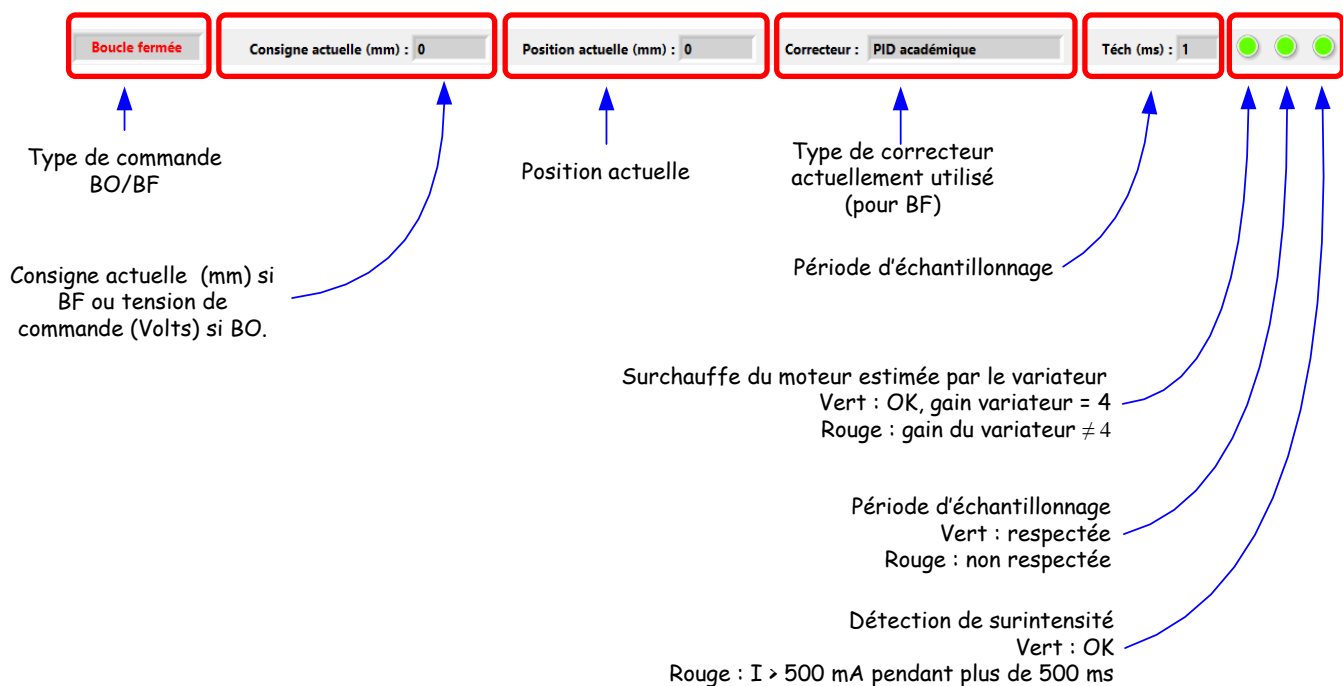 Boucle fermée Consigne actuelle (mm) : 0 Position actuelle (mm) : 0 Correcteur : PID académique Téch (ms) : 1
Type de commande
BO/BF
Position actuelle
Type de correcteur
actuellement utilisé
(pour BF)
Consigne actuelle (mm) si
BF ou tension de
commande (Volts) si BO.
Période d'échantillonnage
Surchauffe du moteur estimée par le variateur
Vert : OK, gain variateur = 4
Rouge : gain du variateur ≠ 4
Période d'échantillonnage
Vert : respectée
Rouge : non respectée
Détection de surintensité
Vert : OK
Rouge : I > 500 mA pendant plus de 500 ms